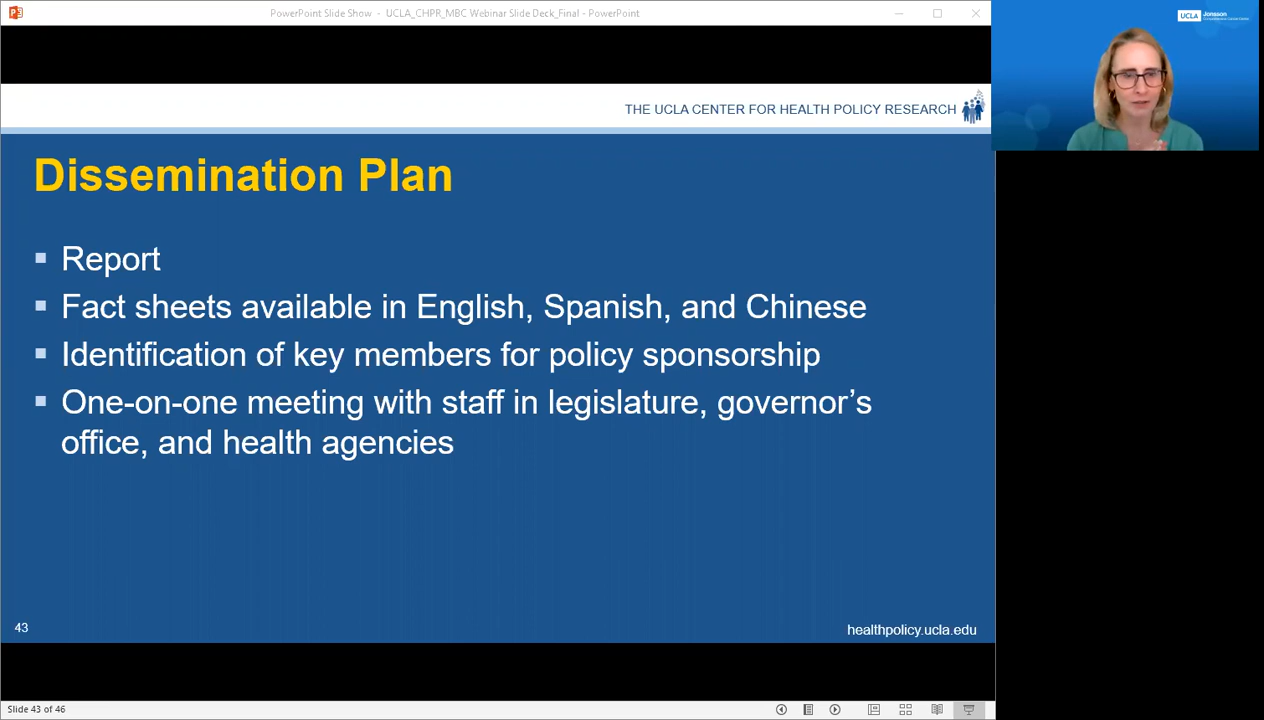 PowerPoint Slide Show - UCLA_CHPR_MBC Webinar Slide Deck_Final - PowerPoint
UCLA
Jonsson
THE UCLA CENTER FOR HEALTH POLICY RESEARCH
Dissemination Plan
Report
Fact sheets available in English, Spanish, and Chinese
Identification of key members for policy sponsorship
One-on-one meeting with staff in legislature, governor's
office, and health agencies
43
healthpolicy.ucla.edu
Slide 43 of 46